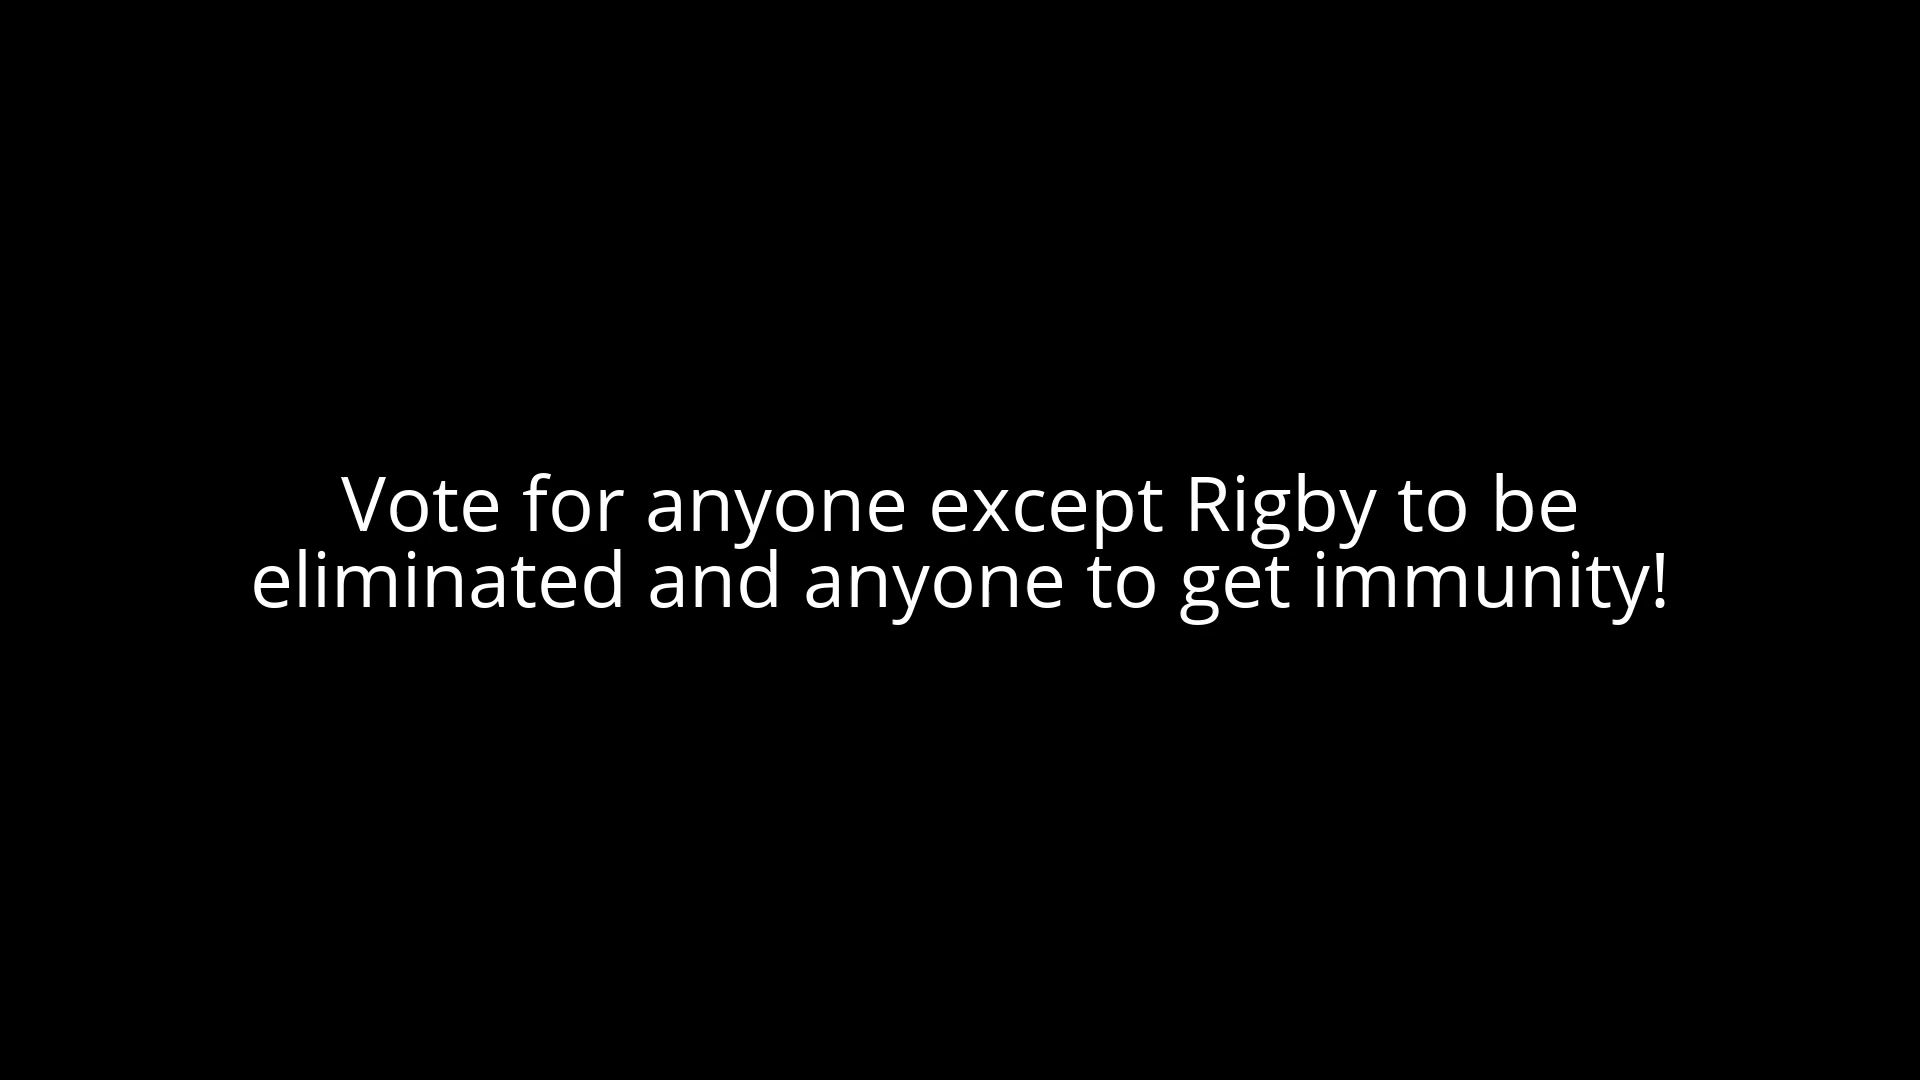 Vote for anyone except Rigby to be
eliminated and anyone to get immunity!